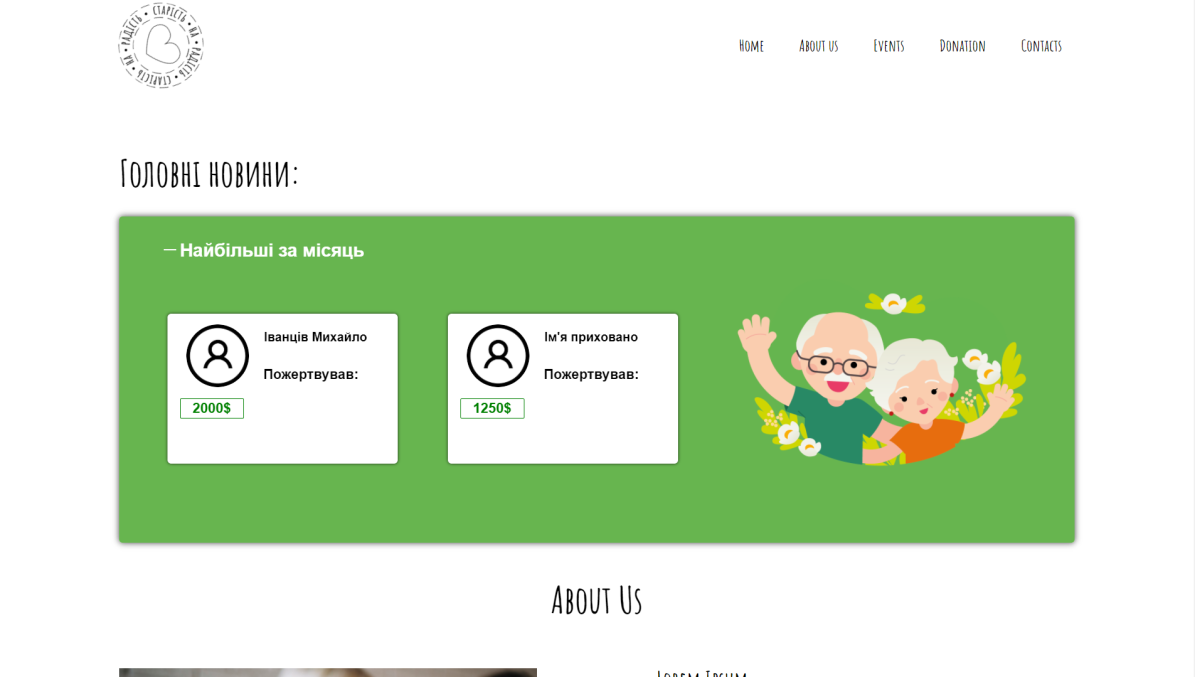 СТАРІСТЬ • НА • РАДІСТЬ • СТАРІСТЬ • НА • РАДІСТЬ •
Home About us Events Donation Contacts
Головні новини:
Найбільші за місяць
Іванців Михайло
Пожертвував:
2000$
Ім'я приховано
Пожертвував:
1250$
About Us
Lorem Ipsum